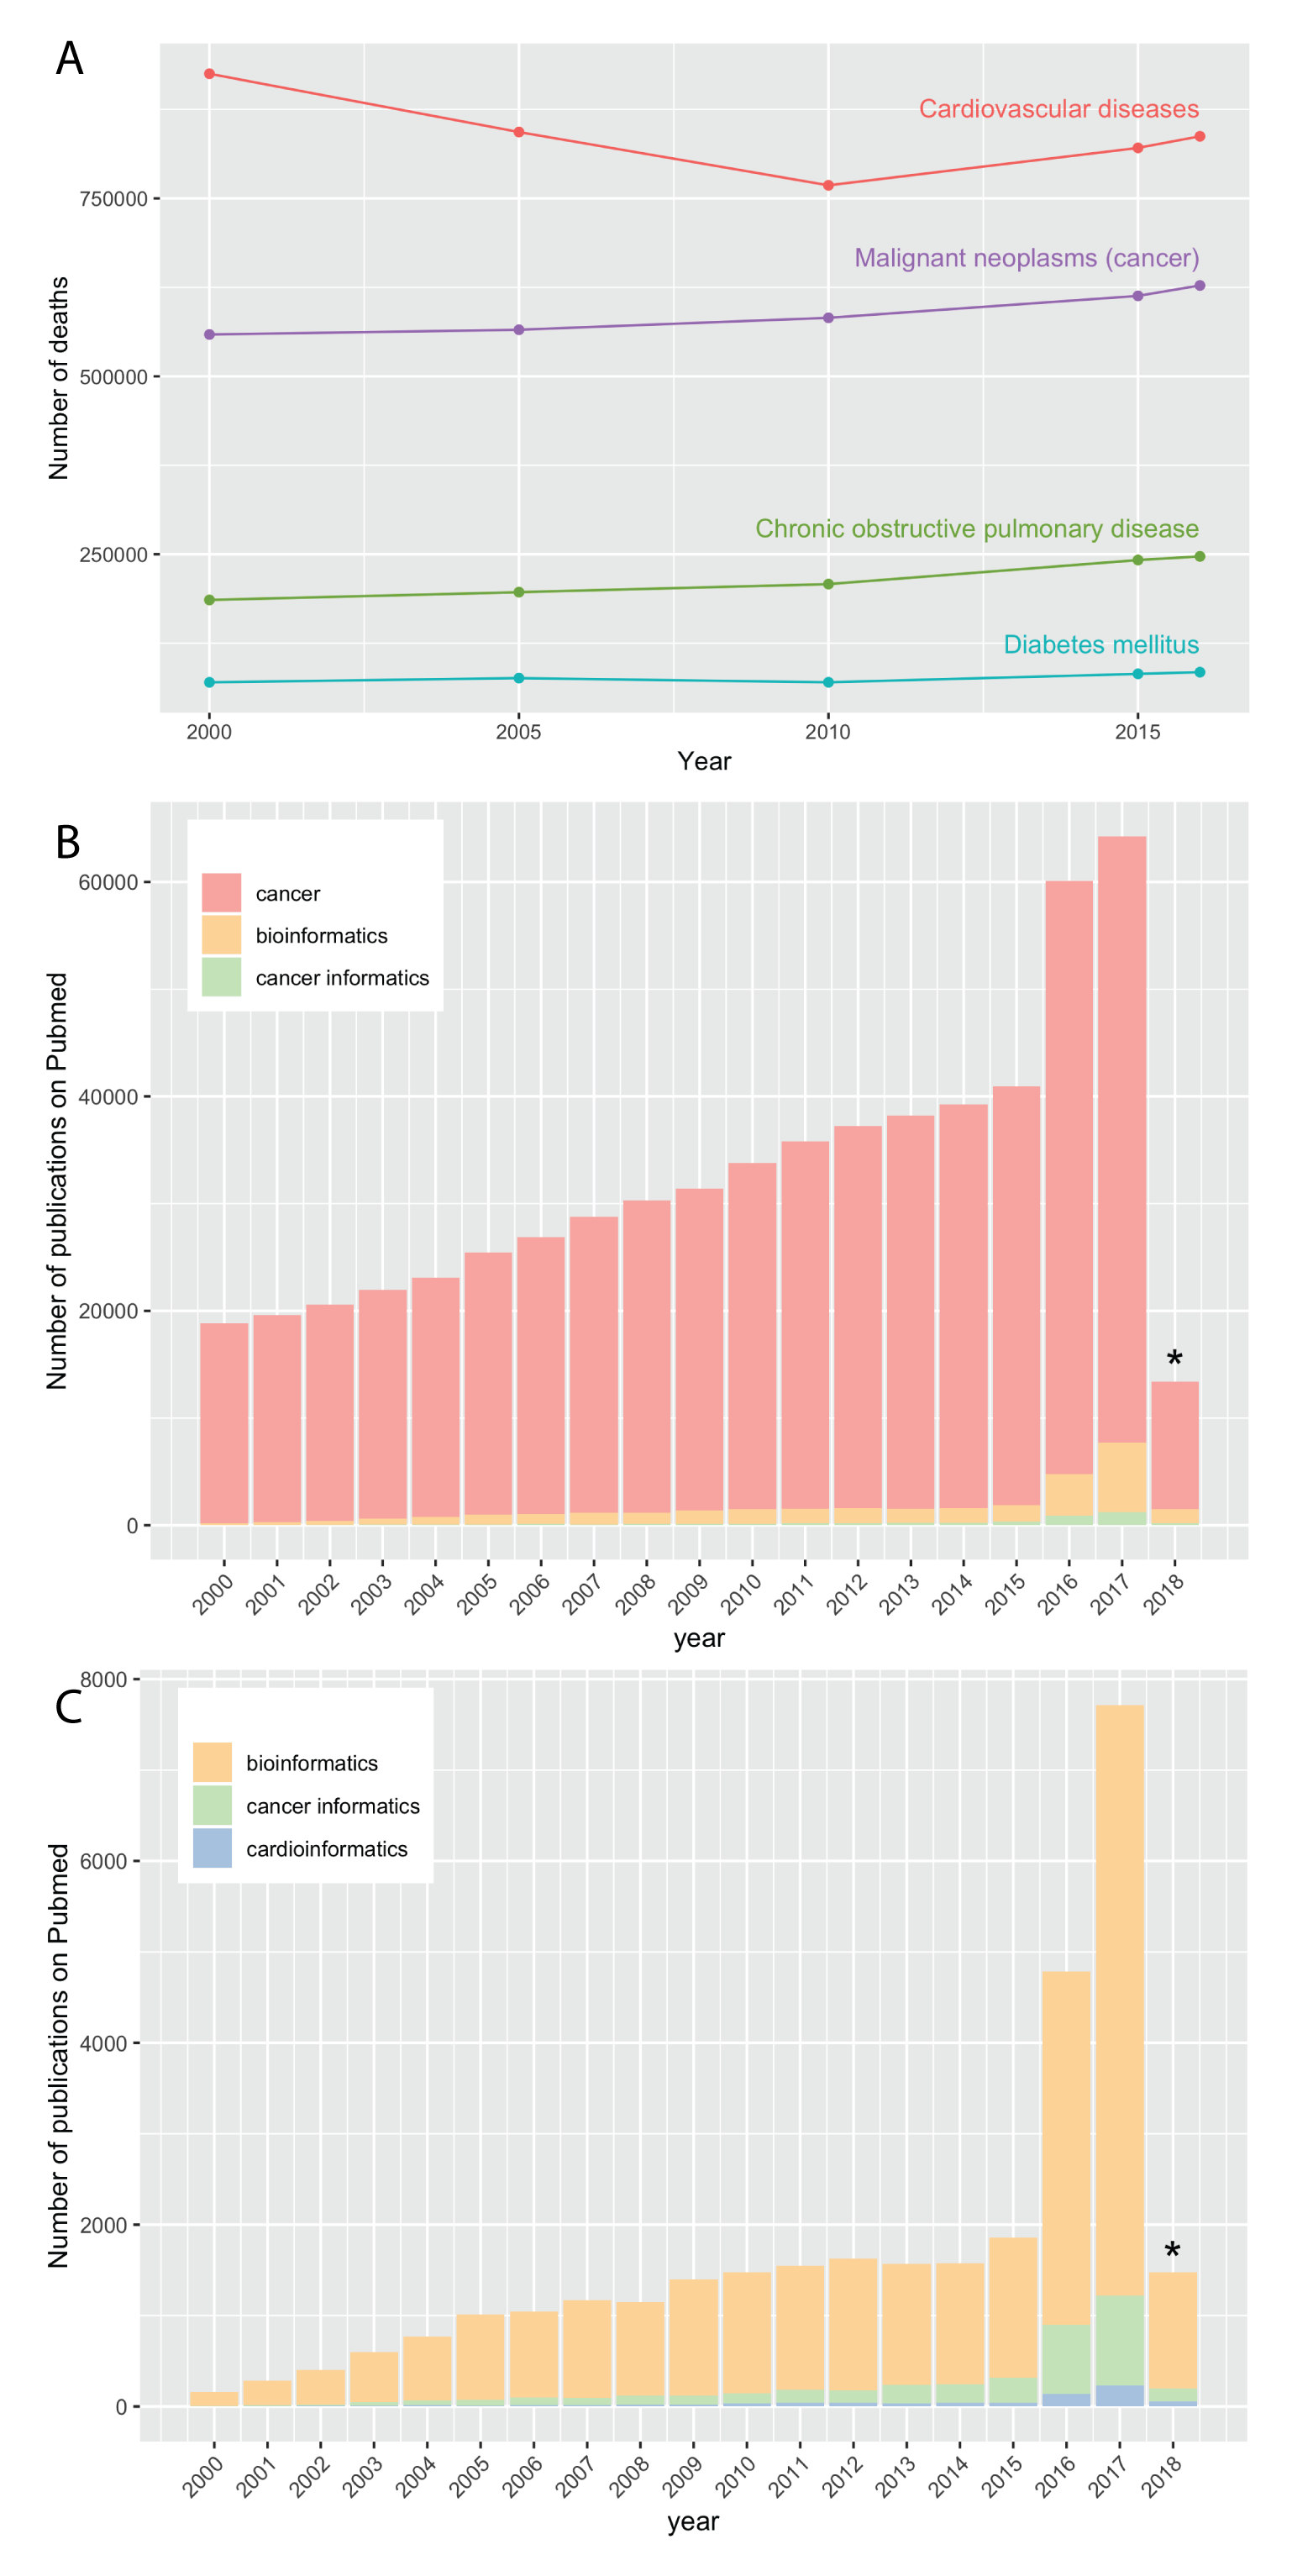 A
Number of deaths
750000
500000
250000
Cardiovascular diseases
Malignant neoplasms (cancer)
Chronic obstructive pulmonary disease
Diabetes mellitus
2000 2005 2010 2015
Year
B
Number of publications on Pubmed
60000
40000
20000
0
cancer
bioinformatics
cancer informatics
*
2000 2001 2002 2003 2004 2005 2006 2007 2008 2009 2010 2011 2012 2013 2014 2015 2016 2017 2018
year
C
Number of publications on Pubmed
8000
6000
4000
2000
0
bioinformatics
cancer informatics
cardioinformatics
*
2000 2001 2002 2003 2004 2005 2006 2007 2008 2009 2010 2011 2012 2013 2014 2015 2016 2017 2018
year